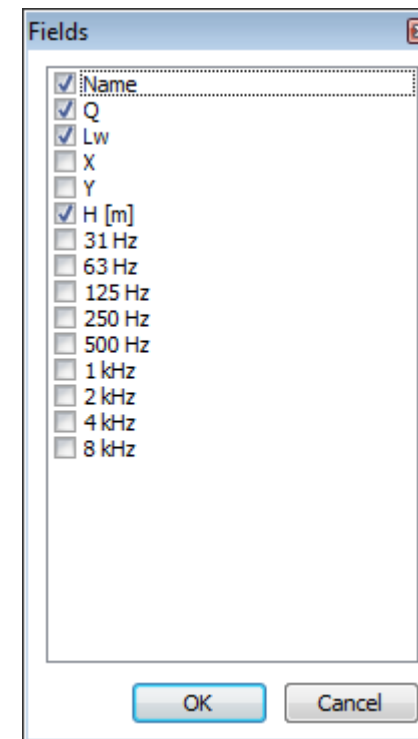 Fields
Name
Q
Lw
X
Y
H [m]
31 Hz
63 Hz
125 Hz
250 Hz
500 Hz
1 kHz
2 kHz
4 kHz
8 kHz
OK Cancel